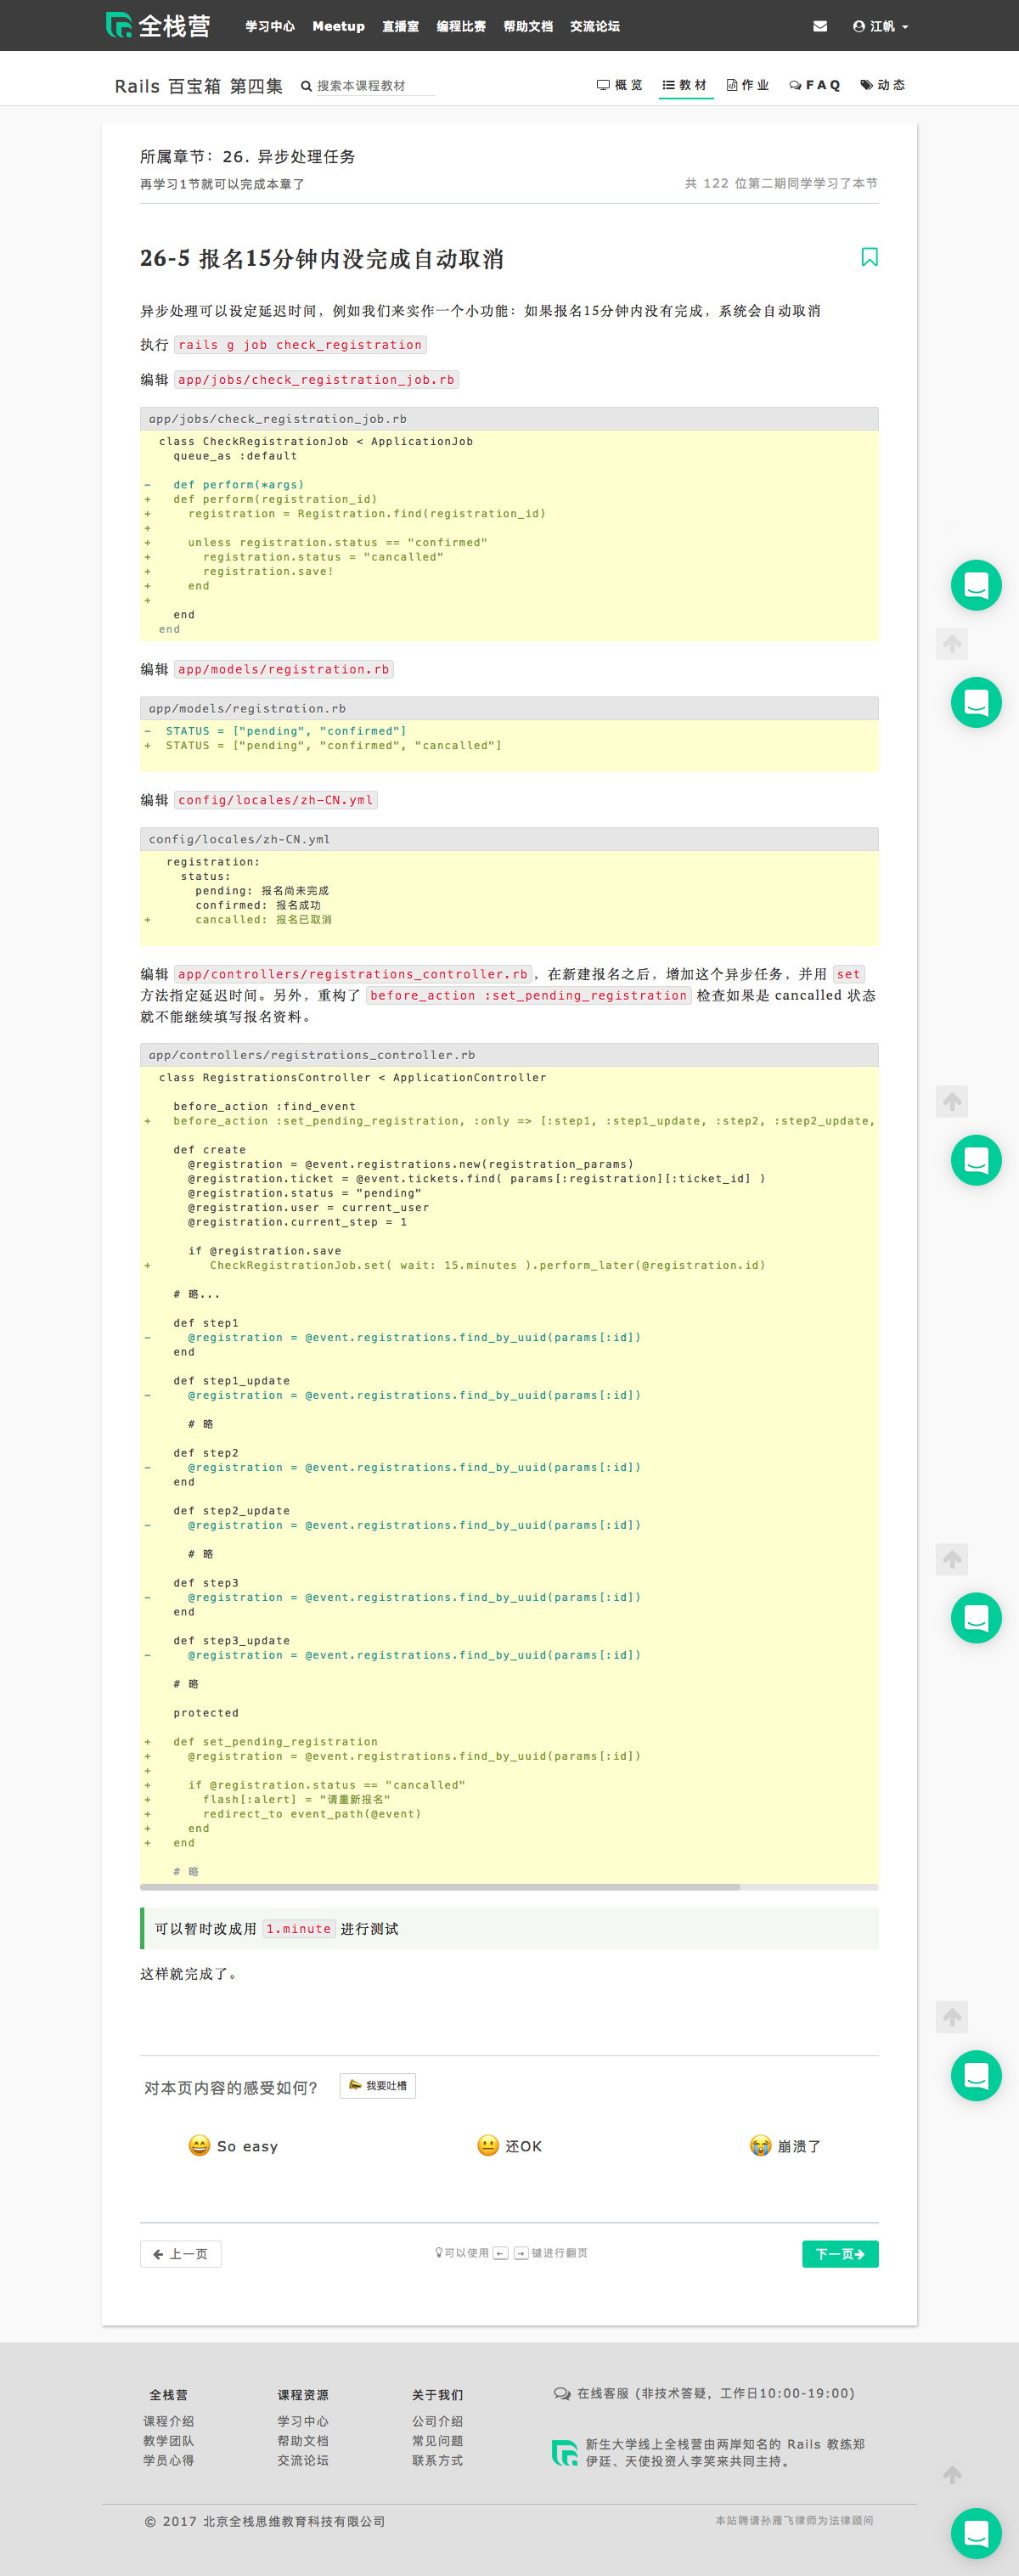 全栈营
学习中心 Meetup 直播室 编程比赛 帮助文档 交流论坛
江帆
Rails 百宝箱 第四集
搜索本课程教材
概览 教材 作业 FAQ 动态
所属章节：26. 异步处理任务
再学习1节就可以完成本章了
共 122 位第二期同学学习了本节
26-5 报名15分钟内没完成自动取消
异步处理可以设定延迟时间，例如我们来实作一个小功能：如果报名15分钟内没有完成，系统会自动取消
执行 rails g job check_registration
编辑 app/jobs/check_registration_job.rb
app/jobs/check_registration_job.rb
  class CheckRegistrationJob < ApplicationJob
    queue_as :default
-   def perform(*args)
+   def perform(registration_id)
+     registration = Registration.find(registration_id)
+
+     unless registration.status == "confirmed"
+       registration.status = "cancalled"
+       registration.save!
+     end
+
    end
  end
编辑 app/models/registration.rb
app/models/registration.rb
-  STATUS = ["pending", "confirmed"]
+  STATUS = ["pending", "confirmed", "cancalled"]
编辑 config/locales/zh-CN.yml
config/locales/zh-CN.yml
   registration:
     status:
       pending: 报名尚未完成
       confirmed: 报名成功
+      cancalled: 报名已取消
编辑 app/controllers/registrations_controller.rb，在新建报名之后，增加这个异步任务，并用 set
方法指定延迟时间。另外，重构了 before_action :set_pending_registration 检查如果是 cancalled 状态
就不能继续填写报名资料。
app/controllers/registrations_controller.rb
  class RegistrationsController < ApplicationController
    before_action :find_event
+   before_action :set_pending_registration, :only => [:step1, :step1_update, :step2, :step2_update,
    def create
      @registration = @event.registrations.new(registration_params)
      @registration.ticket = @event.tickets.find( params[:registration][:ticket_id] )
      @registration.status = "pending"
      @registration.user = current_user
      @registration.current_step = 1
      if @registration.save
+        CheckRegistrationJob.set( wait: 15.minutes ).perform_later(@registration.id)
    # 略...
    def step1
-     @registration = @event.registrations.find_by_uuid(params[:id])
    end
    def step1_update
-     @registration = @event.registrations.find_by_uuid(params[:id])
      # 略
    def step2
-     @registration = @event.registrations.find_by_uuid(params[:id])
    end
    def step2_update
-     @registration = @event.registrations.find_by_uuid(params[:id])
      # 略
    def step3
-     @registration = @event.registrations.find_by_uuid(params[:id])
    end
    def step3_update
-     @registration = @event.registrations.find_by_uuid(params[:id])
    # 略
    protected
+   def set_pending_registration
+     @registration = @event.registrations.find_by_uuid(params[:id])
+
+     if @registration.status == "cancalled"
+       flash[:alert] = "请重新报名"
+       redirect_to event_path(@event)
+     end
+   end
    # 略
可以暂时改成用 1.minute 进行测试
这样就完成了。
对本页内容的感受如何? 我要吐槽
So easy 还OK 崩溃了
← 上一页
可以使用 ← → 键进行翻页
下一页→
全栈营 课程资源 关于我们
课程介绍 学习中心 公司介绍
教学团队 帮助文档 常见问题
学员心得 交流论坛 联系方式
在线客服 (非技术答疑，工作日10:00-19:00)
新生大学线上全栈营由两岸知名的 Rails 教练郑
伊廷、天使投资人李笑来共同主持。
© 2017 北京全栈思维教育科技有限公司
本站聘请孙雁飞律师为法律顾问